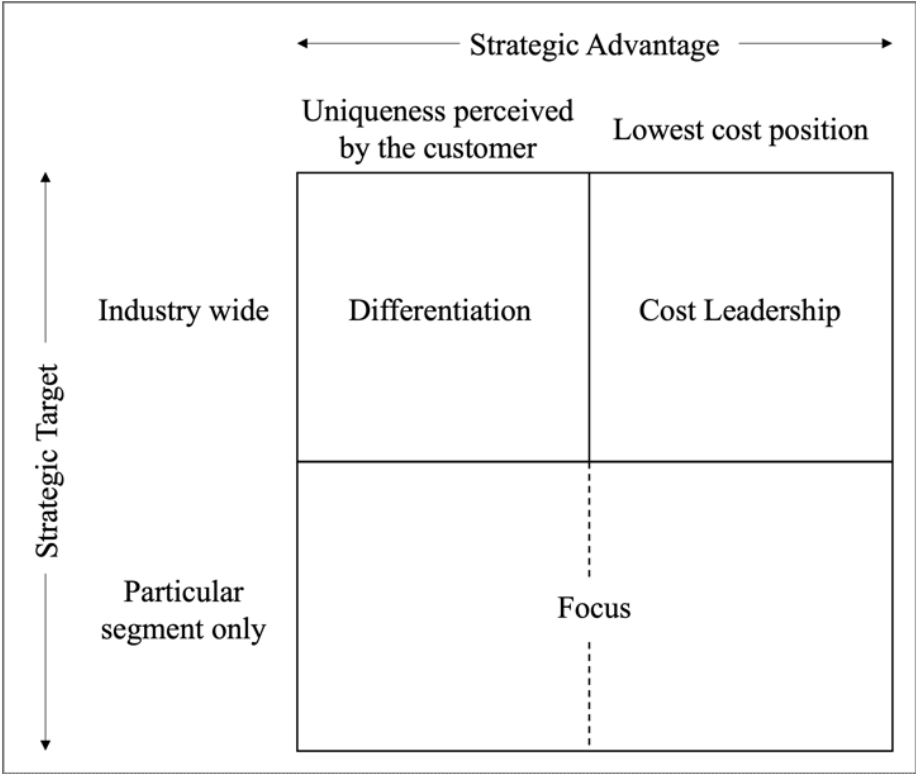 Strategic Advantage
Uniqueness perceived
by the customer
Lowest cost position
Strategic Target
Industry wide
Differentiation
Cost Leadership
Particular
segment only
Focus